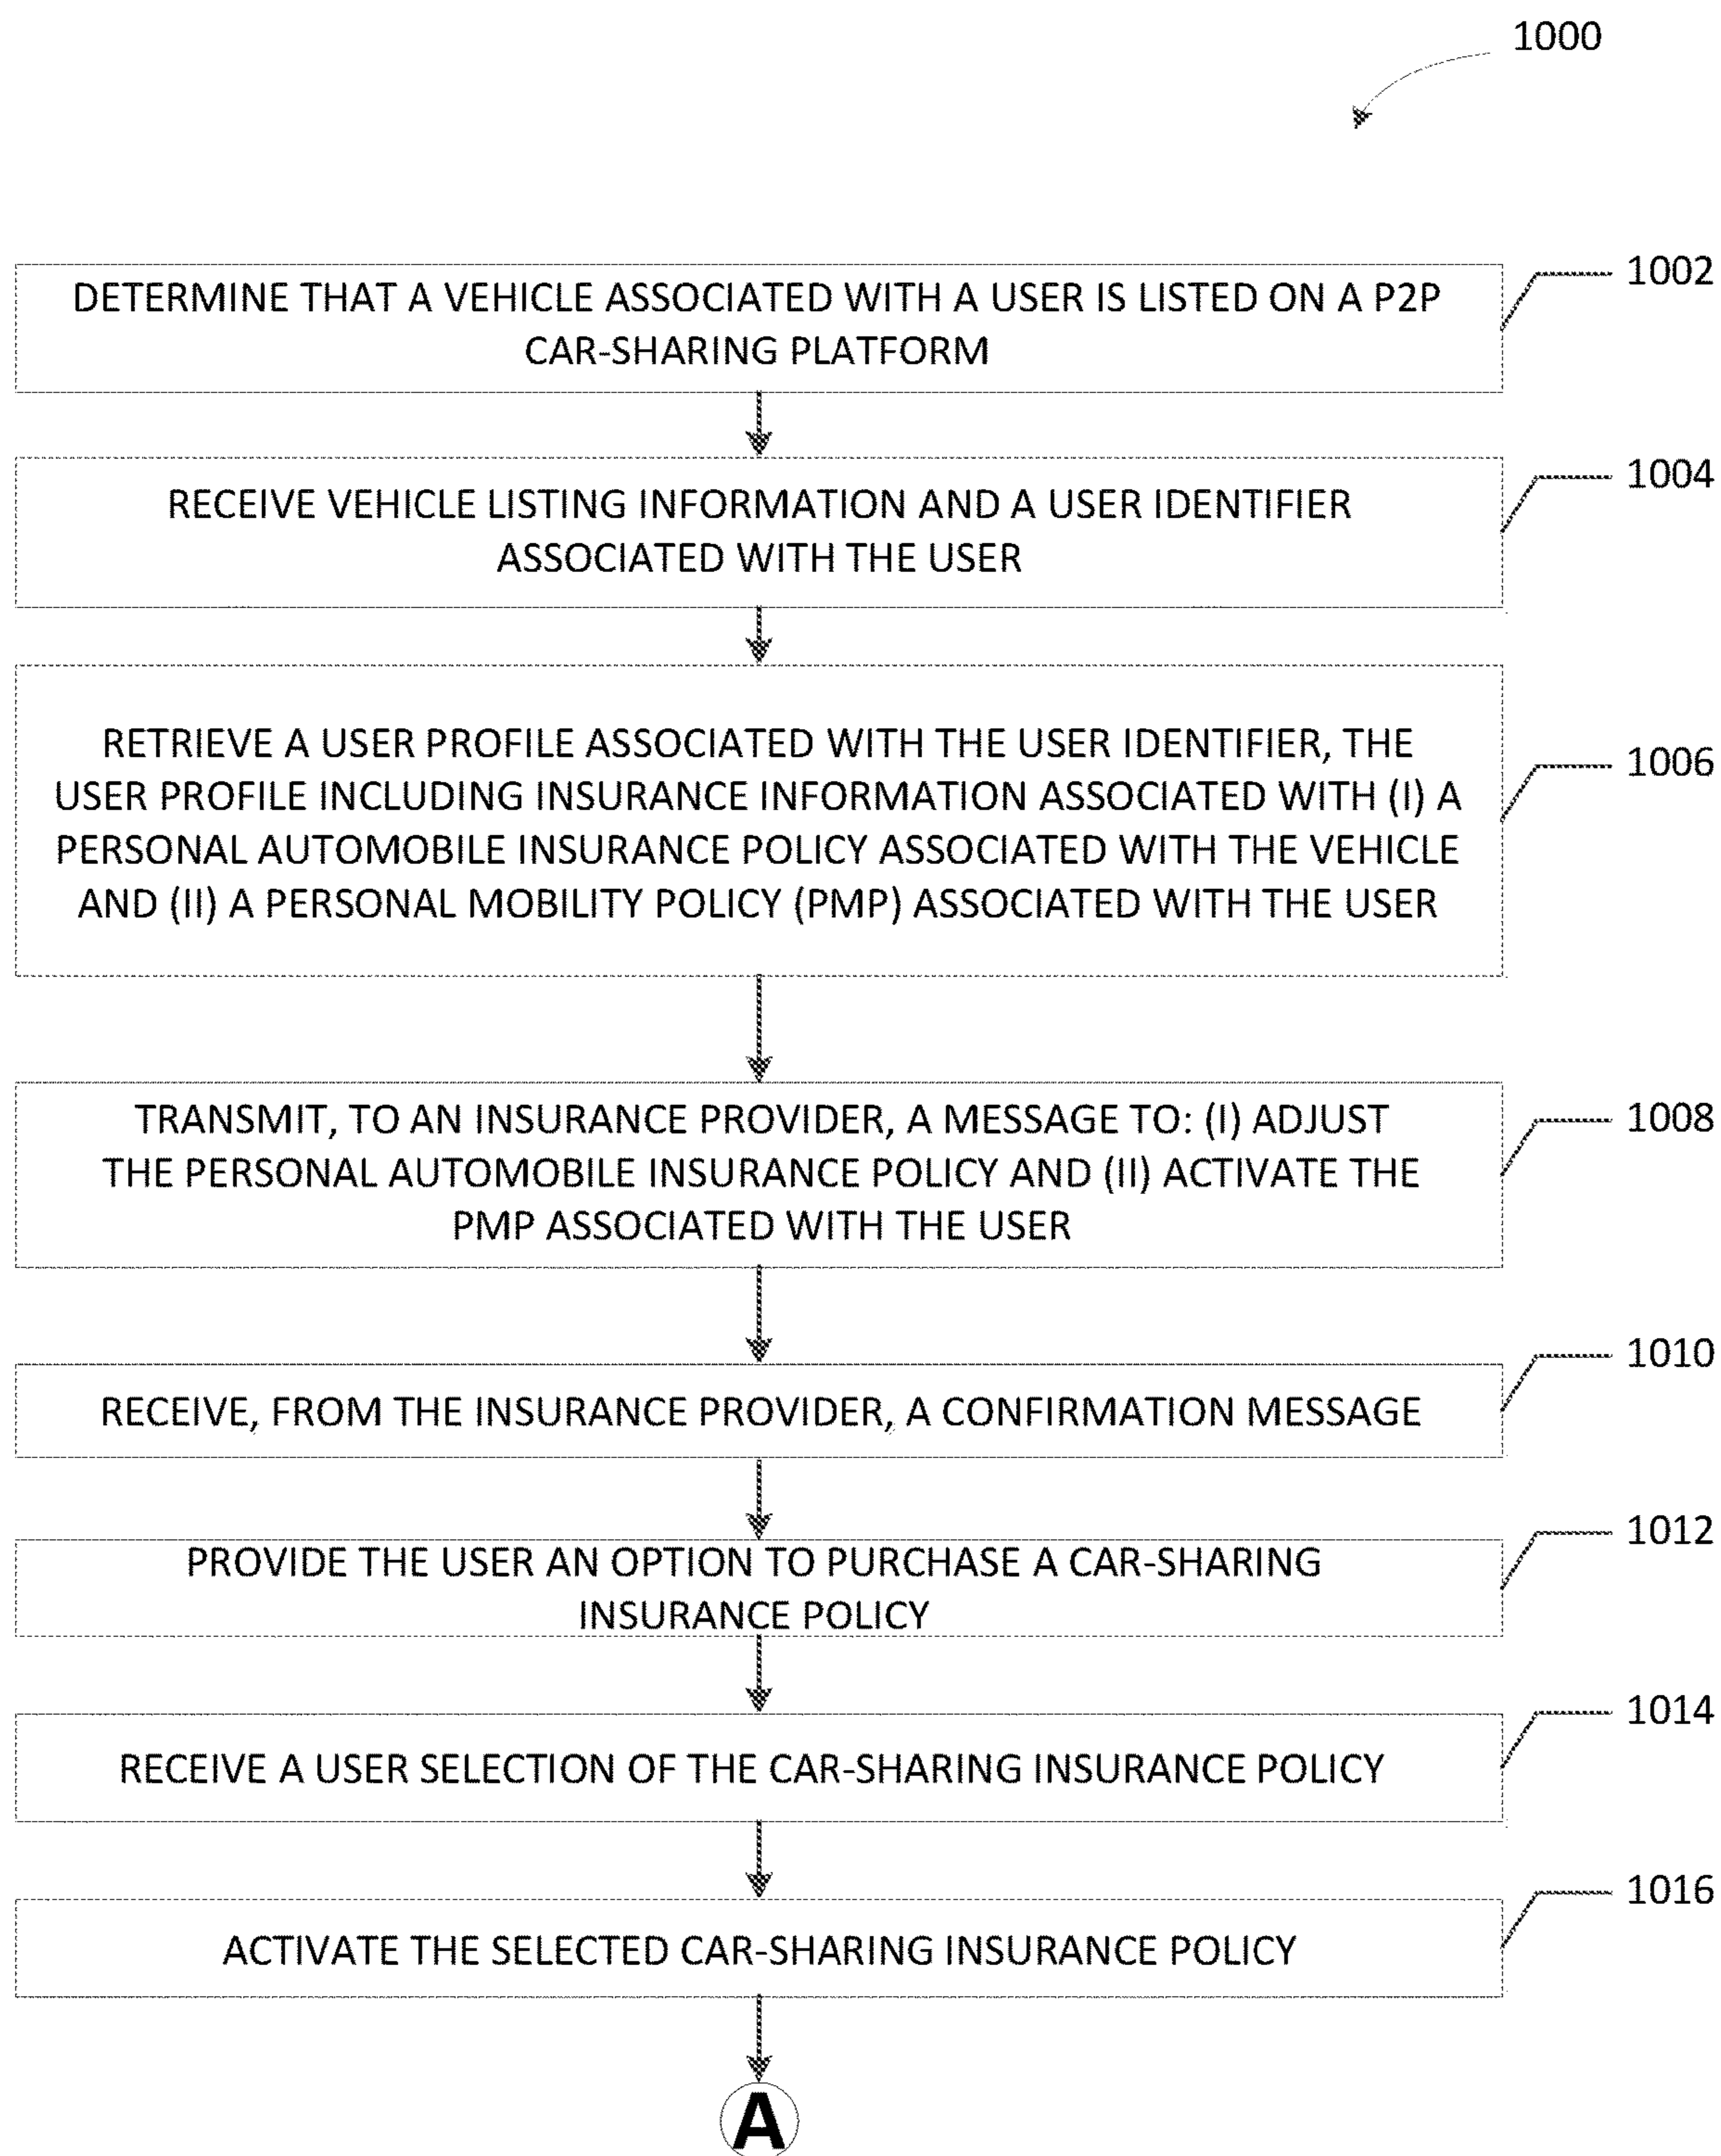 1000
DETERMINE THAT A VEHICLE ASSOCIATED WITH A USER IS LISTED ON A P2P
CAR-SHARING PLATFORM
1002
RECEIVE VEHICLE LISTING INFORMATION AND A USER IDENTIFIER
ASSOCIATED WITH THE USER
1004
RETRIEVE A USER PROFILE ASSOCIATED WITH THE USER IDENTIFIER, THE
USER PROFILE INCLUDING INSURANCE INFORMATION ASSOCIATED WITH (I) A
PERSONAL AUTOMOBILE INSURANCE POLICY ASSOCIATED WITH THE VEHICLE
AND (II) A PERSONAL MOBILITY POLICY (PMP) ASSOCIATED WITH THE USER
1006
TRANSMIT, TO AN INSURANCE PROVIDER, A MESSAGE TO: (I) ADJUST
THE PERSONAL AUTOMOBILE INSURANCE POLICY AND (II) ACTIVATE THE
PMP ASSOCIATED WITH THE USER
1008
RECEIVE, FROM THE INSURANCE PROVIDER, A CONFIRMATION MESSAGE
1010
PROVIDE THE USER AN OPTION TO PURCHASE A CAR-SHARING
INSURANCE POLICY
1012
RECEIVE A USER SELECTION OF THE CAR-SHARING INSURANCE POLICY
1014
ACTIVATE THE SELECTED CAR-SHARING INSURANCE POLICY
1016
A